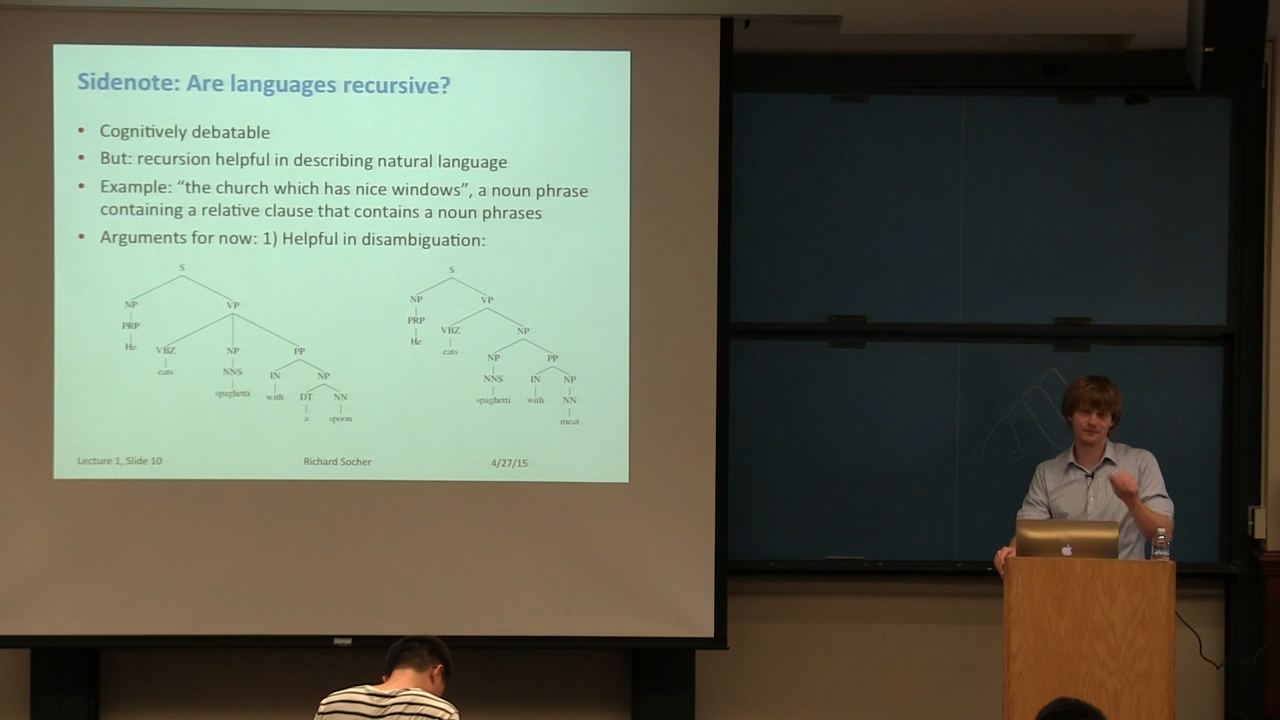 Sidenote: Are languages recursive?
• Cognitively debatable
• But: recursion helpful in describing natural language
• Example: “the church which has nice windows”, a noun phrase
containing a relative clause that contains a noun phrases
• Arguments for now: 1) Helpful in disambiguation:
S S
NP VP NP VP
PRP PRP VBZ NP
He VBZ NP PP He eats NP PP
eats NNS IN NP NNS IN NP
spaghetti with DT NN spaghetti with NN
a spoon meat
Lecture 1, Slide 10 Richard Socher 4/27/15